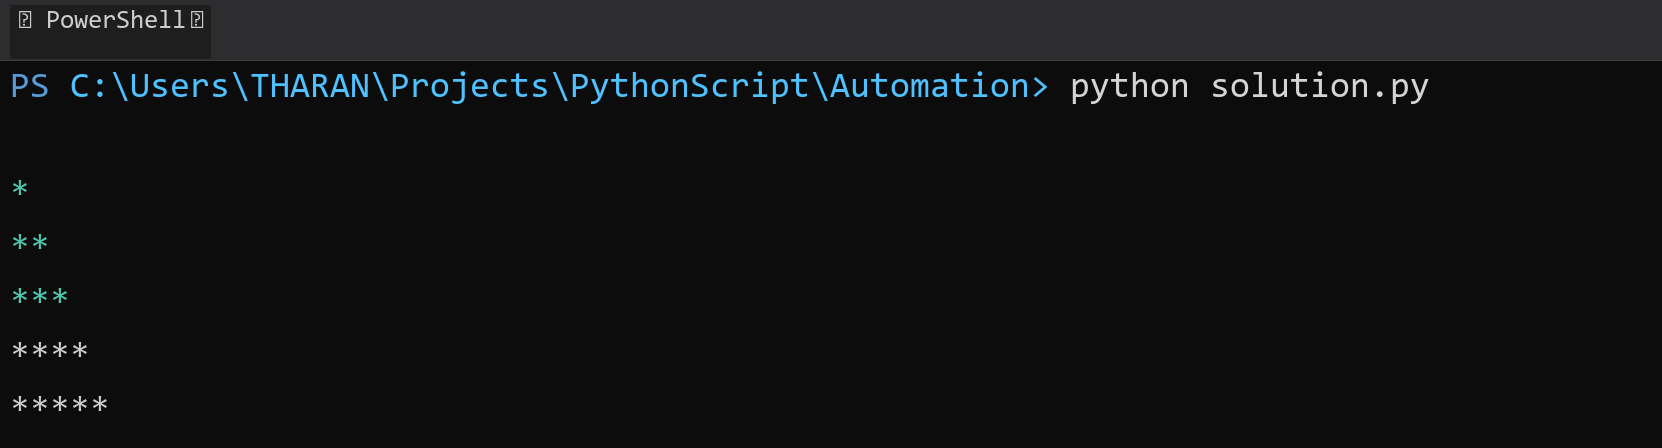 PowerShell
PS C:\Users\THARAN\Projects\PythonScript\Automation> python solution.py
*
**
***
****
*****